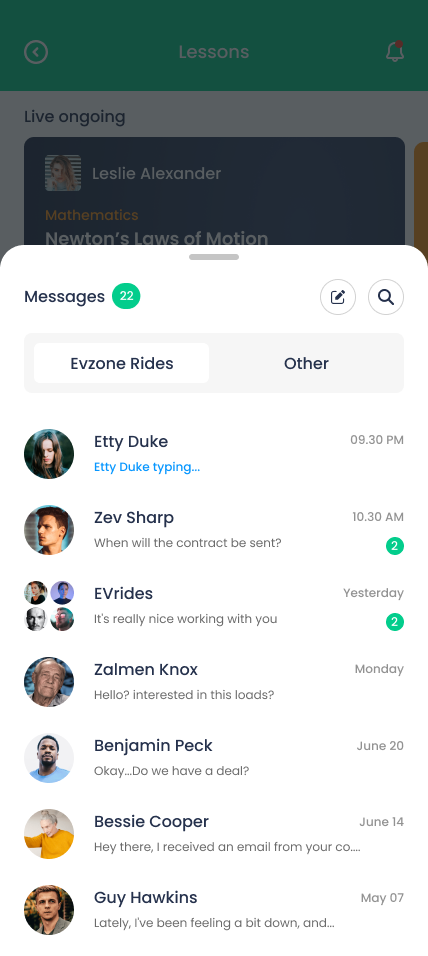 Lessons
Live ongoing
Leslie Alexander
Mathematics
Newton's Laws of Motion
Messages 22
Evzone Rides Other
Etty Duke 09.30 PM
Etty Duke typing...
Zev Sharp 10.30 AM
When will the contract be sent? 2
EVrides Yesterday
It's really nice working with you 2
Zalmen Knox Monday
Hello? interested in this loads?
Benjamin Peck June 20
Okay...Do we have a deal?
Bessie Cooper June 14
Hey there, I received an email from your co....
Guy Hawkins May 07
Lately, I've been feeling a bit down, and...